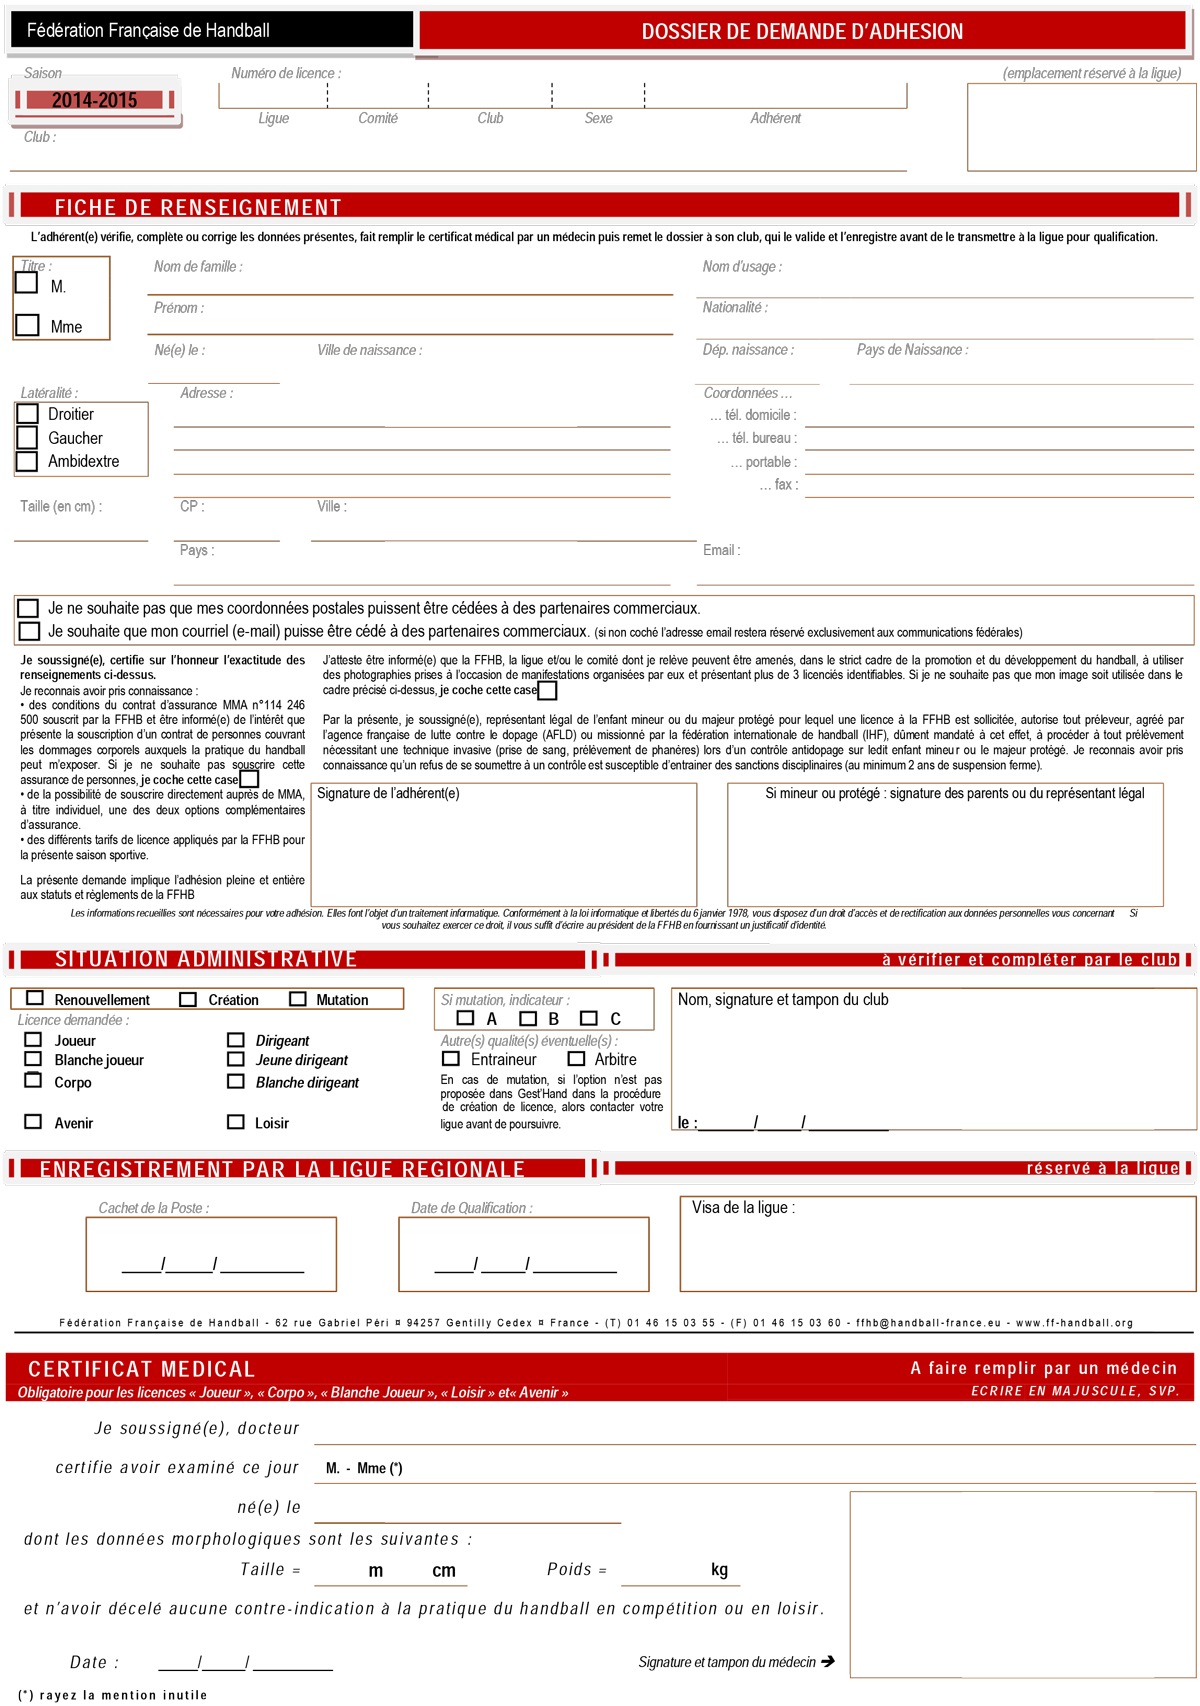 Fédération Française de Handball
DOSSIER DE DEMANDE D’ADHESION
Saison
Numéro de licence :
(emplacement réservé à la ligue)
2014-2015
Ligue Comité Club Sexe Adhérent
Club :
FICHE DE RENSEIGNEMENT
L’adhérent(e) vérifie, complète ou corrige les données présentes, fait remplir le certificat médical par un médecin puis remet le dossier à son club, qui le valide et l’enregistre avant de le transmettre à la ligue pour qualification.
Titre : Nom de famille : Nom d’usage :
M.
Prénom : Nationalité :
Mme
Né(e) le : Ville de naissance : Dép. naissance : Pays de Naissance :
Latéralité : Adresse : Coordonnées …
Droitier … tél. domicile :
Gaucher … tél. bureau :
Ambidextre … portable :
… fax :
Taille (en cm) : CP : Ville :
Pays : Email :
Je ne souhaite pas que mes coordonnées postales puissent être cédées à des partenaires commerciaux.
Je souhaite que mon courriel (e-mail) puisse être cédé à des partenaires commerciaux. (si non coché l’adresse email restera réservé exclusivement aux communications fédérales)
Je soussigné(e), certifie sur l’honneur l’exactitude des
renseignements ci-dessus.
Je reconnais avoir pris connaissance :
• des conditions du contrat d’assurance MMA n°114 246
500 souscrit par la FFHB et être informé(e) de l’intérêt que
présente la souscription d’un contrat de personnes couvrant
les dommages corporels auxquels la pratique du handball
peut m’exposer. Si je ne souhaite pas souscrire cette
assurance de personnes, je coche cette case
• de la possibilité de souscrire directement auprès de MMA,
à titre individuel, une des deux options complémentaires
d’assurance.
• des différents tarifs de licence appliqués par la FFHB pour
la présente saison sportive.
La présente demande implique l’adhésion pleine et entière
aux statuts et règlements de la FFHB
J’atteste être informé(e) que la FFHB, la ligue et/ou le comité dont je relève peuvent être amenés, dans le strict cadre de la promotion et du développement du handball, à utiliser
des photographies prises à l’occasion de manifestations organisées par eux et présentant plus de 3 licenciés identifiables. Si je ne souhaite pas que mon image soit utilisée dans le
cadre précisé ci-dessus, je coche cette case
Par la présente, je soussigné(e), représentant légal de l’enfant mineur ou du majeur protégé pour lequel une licence à la FFHB est sollicitée, autorise tout préleveur, agréé par
l’agence française de lutte contre le dopage (AFLD) ou missionné par la fédération internationale de handball (IHF), dûment mandaté à cet effet, à procéder à tout prélèvement
nécessitant une technique invasive (prise de sang, prélèvement de phanères) lors d’un contrôle antidopage sur ledit enfant mineur ou le majeur protégé. Je reconnais avoir pris
connaissance qu’un refus de se soumettre à un contrôle est susceptible d’entrainer des sanctions disciplinaires (au minimum 2 ans de suspension ferme).
Signature de l’adhérent(e)
Si mineur ou protégé : signature des parents ou du représentant légal
Les informations recueillies sont nécessaires pour votre adhésion. Elles font l’objet d’un traitement informatique. Conformément à la loi informatique et libertés du 6 janvier 1978, vous disposez d’un droit d’accès et de rectification aux données personnelles vous concernant Si
vous souhaitez exercer ce droit, il vous suffit d’écrire au président de la FFHB en fournissant un justificatif d’identité.
SITUATION ADMINISTRATIVE
à vérifier et compléter par le club
Renouvellement Création Mutation
Licence demandée :
Joueur Dirigeant
Blanche joueur Jeune dirigeant
Corpo Blanche dirigeant
Avenir Loisir
Si mutation, indicateur :
A B C
Autre(s) qualité(s) éventuelle(s) :
Entraineur Arbitre
En cas de mutation, si l’option n’est pas
proposée dans Gest’Hand dans la procédure
de création de licence, alors contacter votre
ligue avant de poursuivre.
Nom, signature et tampon du club
le :_______/_____/ __________
ENREGISTREMENT PAR LA LIGUE REGIONALE
réservé à la ligue
Cachet de la Poste : Date de Qualification : Visa de la ligue :
_____/______/ __________ _____/ _____/ __________
Fédération Française de Handball - 62 rue Gabriel Péri ¤ 94257 Gentilly Cedex ¤ France - (T) 01 46 15 03 55 - (F) 01 46 15 03 60 - ffhb@handball-france.eu - www.ff-handball.org
CERTIFICAT MEDICAL
A faire remplir par un médecin
Obligatoire pour les licences « Joueur », « Corpo », « Blanche Joueur », « Loisir » et« Avenir »
ECRIRE EN MAJUSCULE, SVP.
Je soussigné(e), docteur
certifie avoir examiné ce jour M. - Mme (*)
né(e) le
dont les données morphologiques sont les suivantes :
Taille = m cm Poids = kg
et n’avoir décelé aucune contre-indication à la pratique du handball en compétition ou en loisir.
Date : _____/_____/ __________
Signature et tampon du médecin ➔
(*) rayez la mention inutile